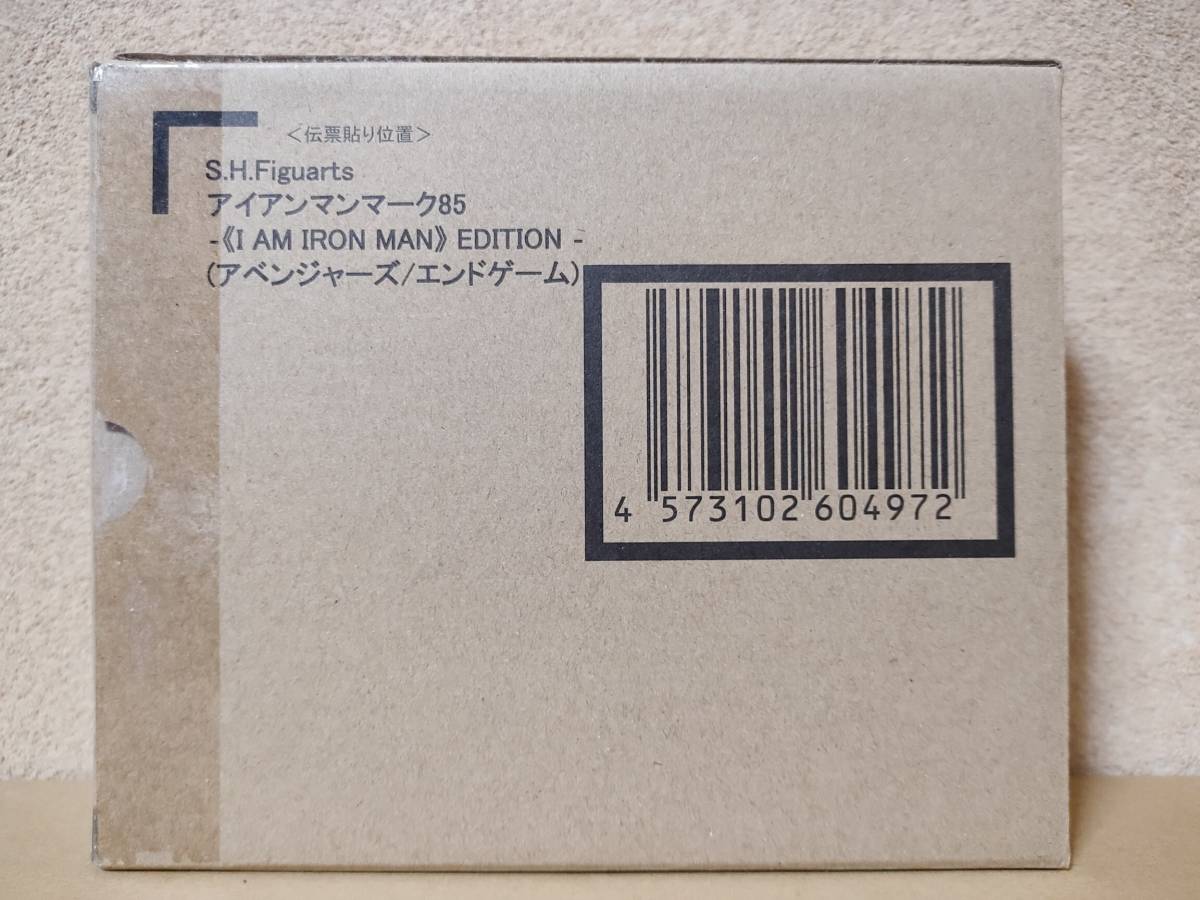 ＜伝票貼り位置＞
S.H.Figuarts
アイアンマンマーク85
-《I AM IRON MAN》 EDITION -
(アベンジャーズ/エンドゲーム)
4 573102 604972